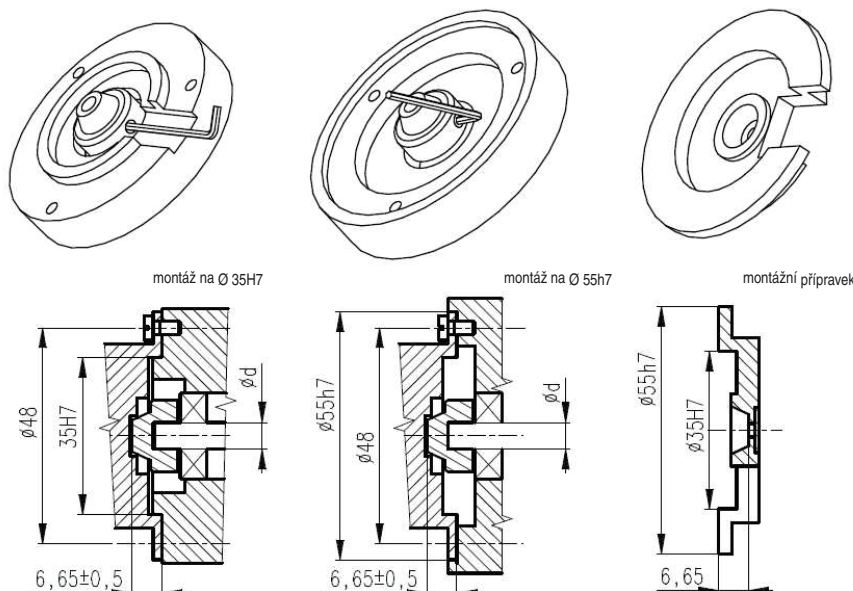 montáž na Ø 35H7
montáž na Ø 55h7
montážní přípravek
ø48
35H7
ød
6,65±0,5
ø55h7
ø48
ød
6,65±0,5
ø55h7
ø35H7
6,65